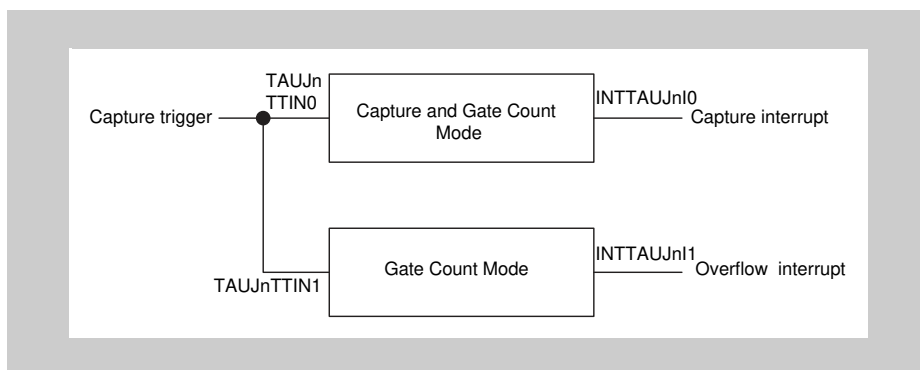 TAUJn
TTIN0
Capture trigger
Capture and Gate Count
Mode
INTTAUJnI0
Capture interrupt
TAUJnTTIN1
Gate Count Mode
INTTAUJnI1
Overflow interrupt